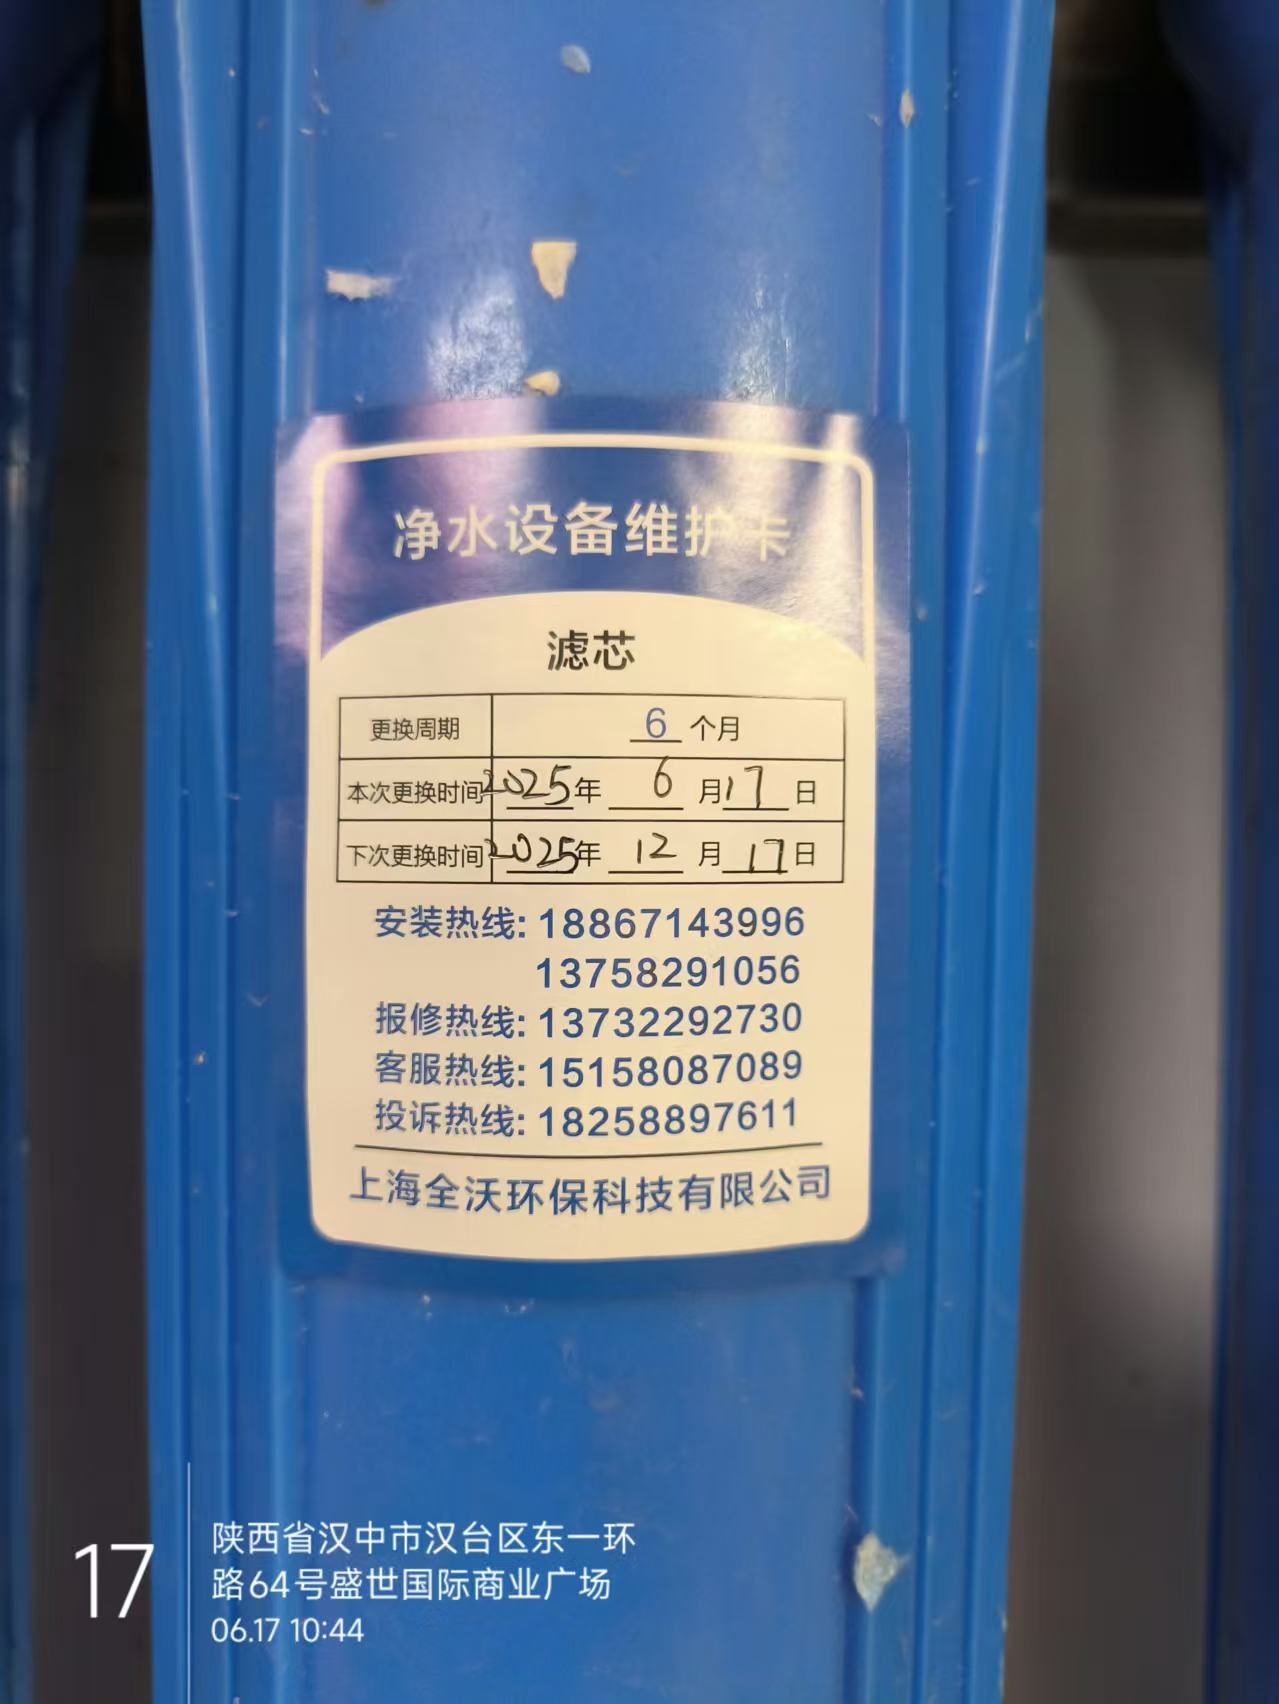 净水设备维护卡
滤芯
更换周期 6 个月
本次更换时间 2025年 6 月 17 日
下次更换时间 2025年 12 月 17 日
安装热线: 18867143996
13758291056
报修热线: 13732292730
客服热线: 15158087089
投诉热线: 18258897611
上海全沃环保科技有限公司
17
陕西省汉中市汉台区东一环
路64号盛世国际商业广场
06.17 10:44